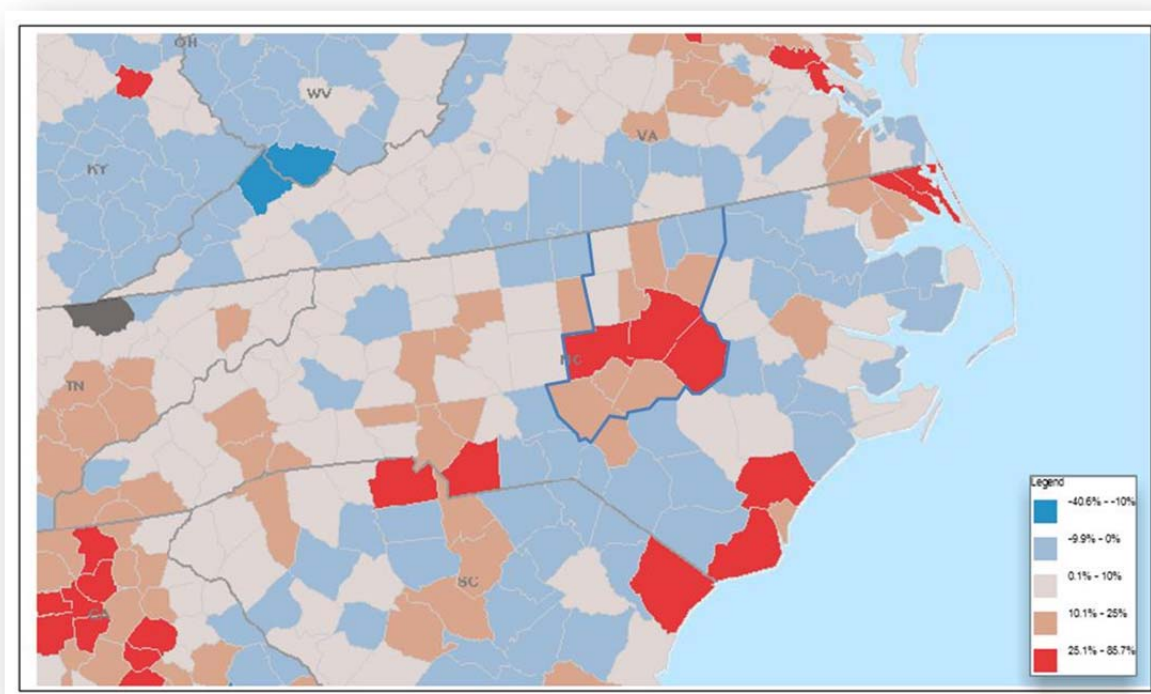 OH
WV
KY
VA
NC
TN
SC
GA
Legend
-40.6% - -10%
-9.9% - 0%
0.1% - 10%
10.1% - 25%
25.1% - 85.7%